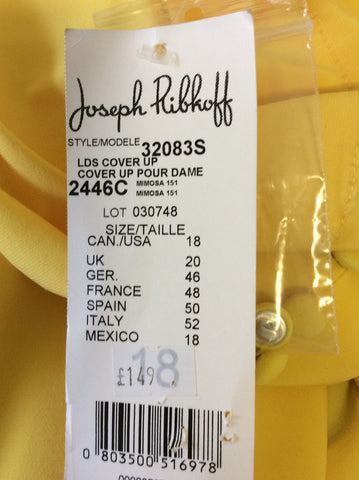 Joseph Ribkoff
STYLE/MODELE 32083S
LDS COVER UP
COVER UP POUR DAME
2446C MIMOSA 151
MIMOSA 151
LOT 030748
SIZE/TAILLE
CAN./USA 18
UK 20
GER. 46
FRANCE 48
SPAIN 50
ITALY 52
MEXICO 18
18
£149
0 803500 516978